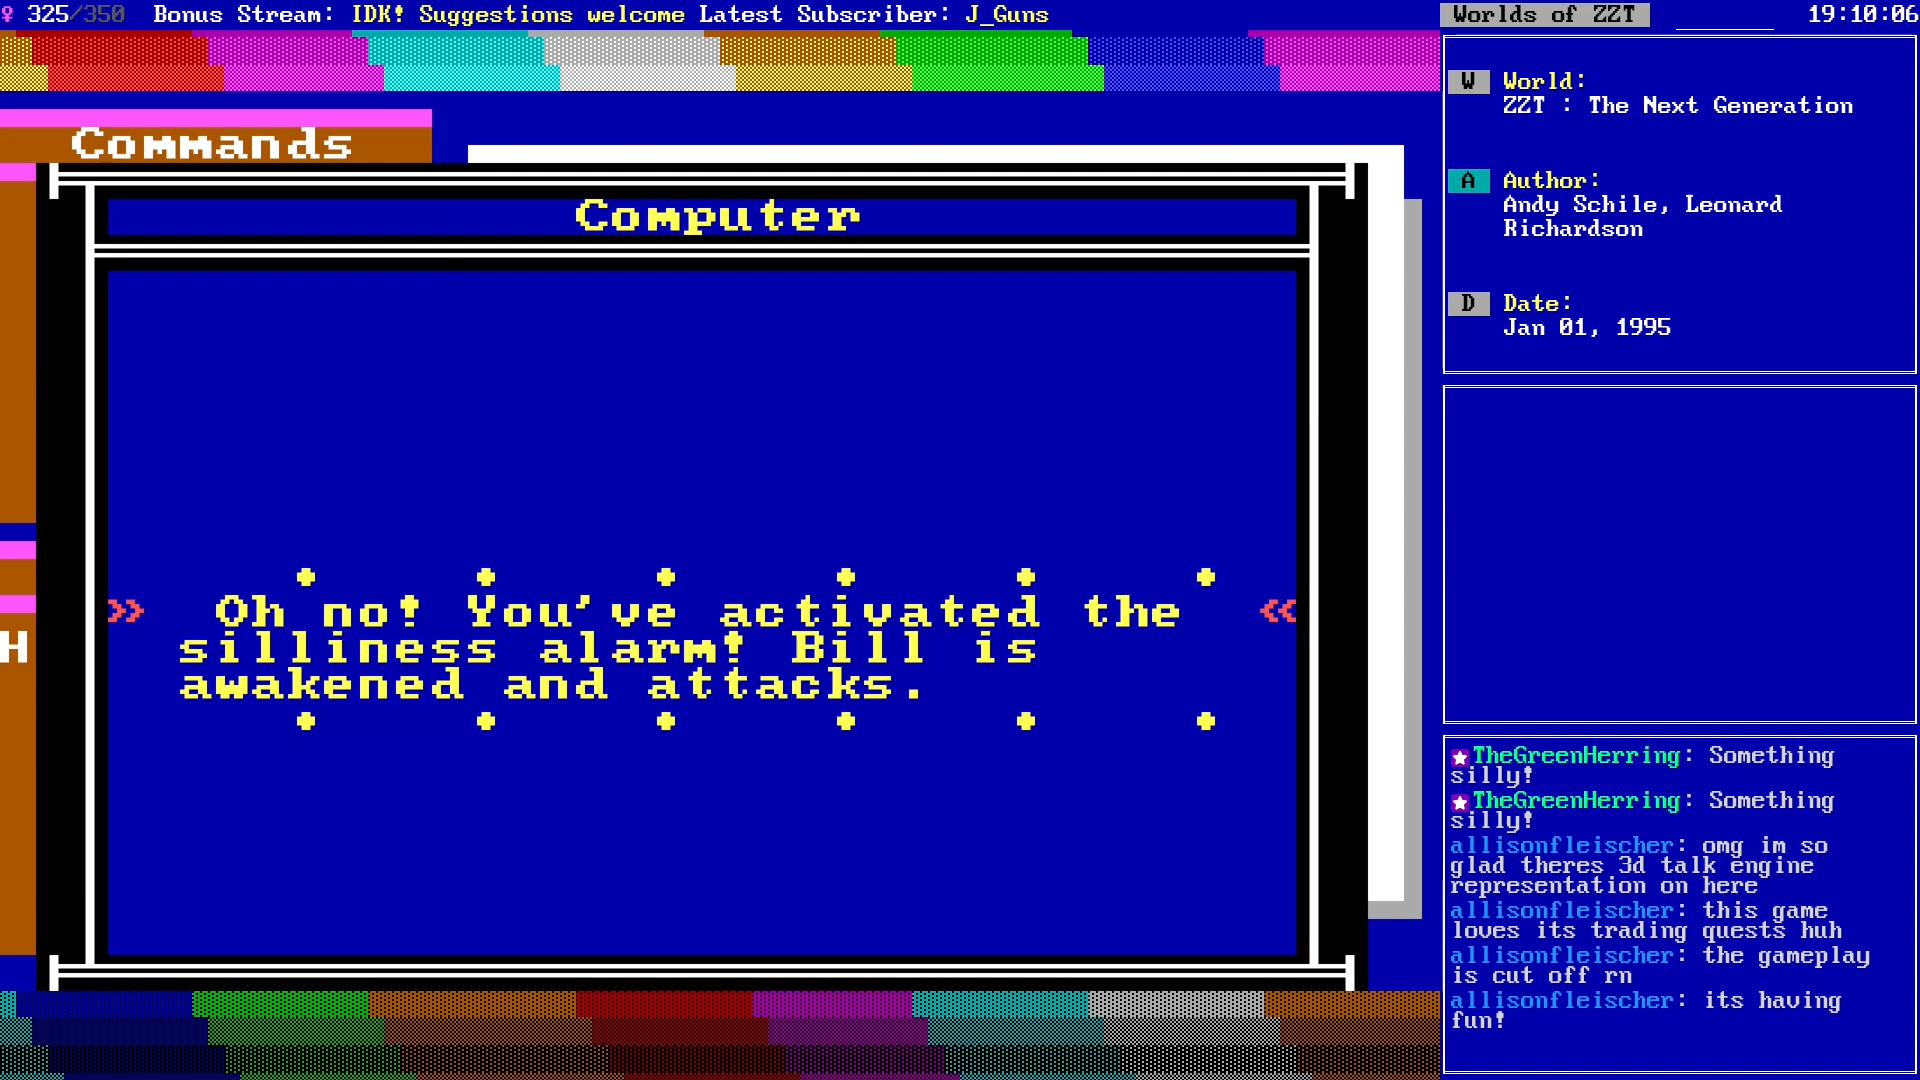 ♀ 325/350 Bonus Stream: IDK! Suggestions welcome Latest Subscriber: J_Guns
Worlds of ZZT
19:10:06
Commands
Computer
H
» Oh no! You've activated the «
silliness alarm! Bill is
awakened and attacks.
W World:
ZZT : The Next Generation
A Author:
Andy Schile, Leonard
Richardson
D Date:
Jan 01, 1995
TheGreenHerring: Something
silly!
TheGreenHerring: Something
silly!
allisonfleischer: omg im so
glad theres 3d talk engine
representation on here
allisonfleischer: this game
loves its trading quests huh
allisonfleischer: the gameplay
is cut off rn
allisonfleischer: its having
fun!